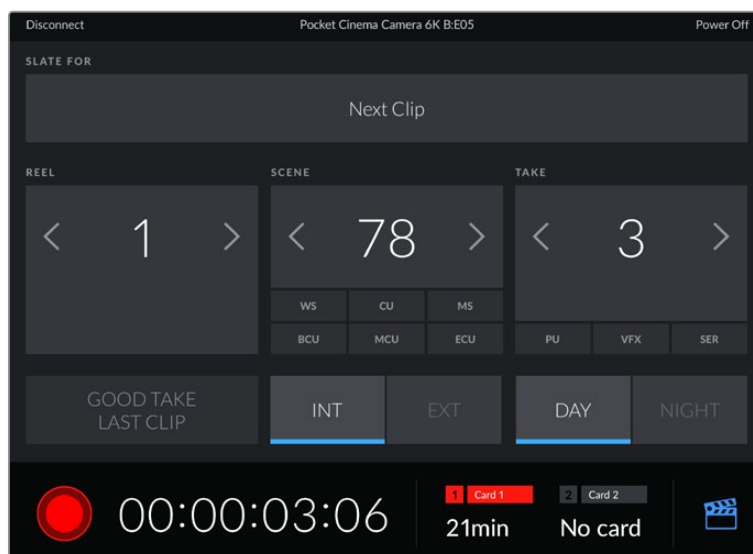 Disconnect Pocket Cinema Camera 6K B:E05 Power Off
SLATE FOR
Next Clip
REEL SCENE TAKE
< 1 > < 78 > < 3 >
WS CU MS
BCU MCU ECU PU VFX SER
GOOD TAKE
LAST CLIP
INT EXT DAY NIGHT
00:00:03:06
1 Card 1 2 Card 2
21min No card